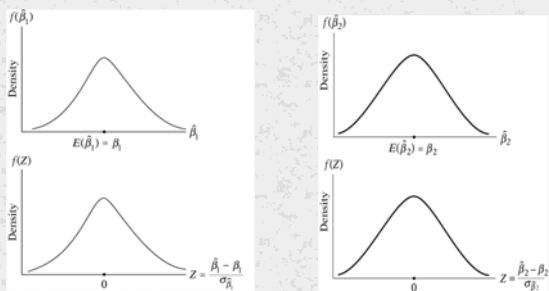 f(β̂₁)
Density
β̂₁
E(β̂₁) = β₁
f(Z)
Density
0
Z = (β̂₁ − β₁) / σ_β̂₁
f(β̂₂)
Density
β̂₂
E(β̂₂) = β₂
f(Z)
Density
0
Z = (β̂₂ − β₂) / σ_β̂₂